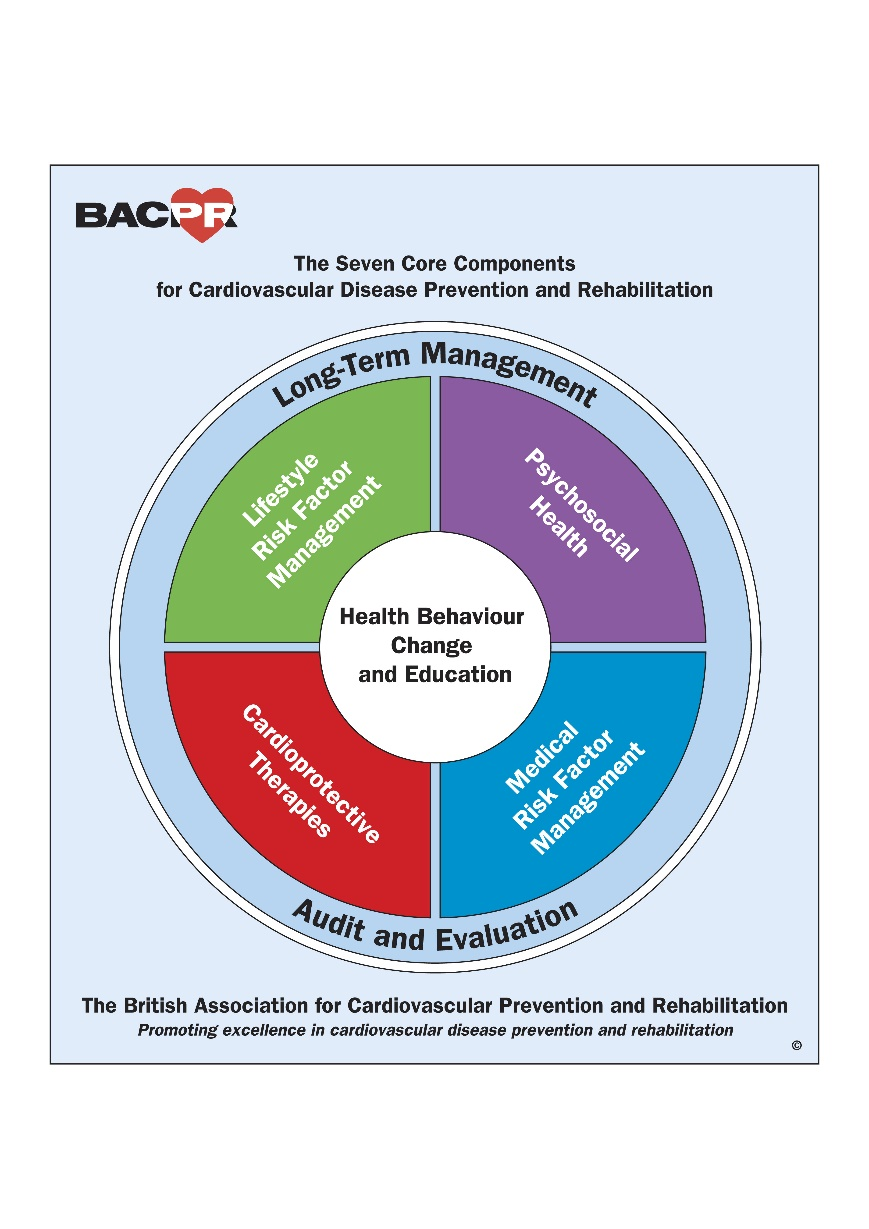 BACPR
The Seven Core Components
for Cardiovascular Disease Prevention and Rehabilitation
Long-Term Management
Lifestyle
Risk Factor
Management
Psychosocial
Health
Health Behaviour
Change
and Education
Cardioprotective
Therapies
Medical
Risk Factor
Management
Audit and Evaluation
The British Association for Cardiovascular Prevention and Rehabilitation
Promoting excellence in cardiovascular disease prevention and rehabilitation
©